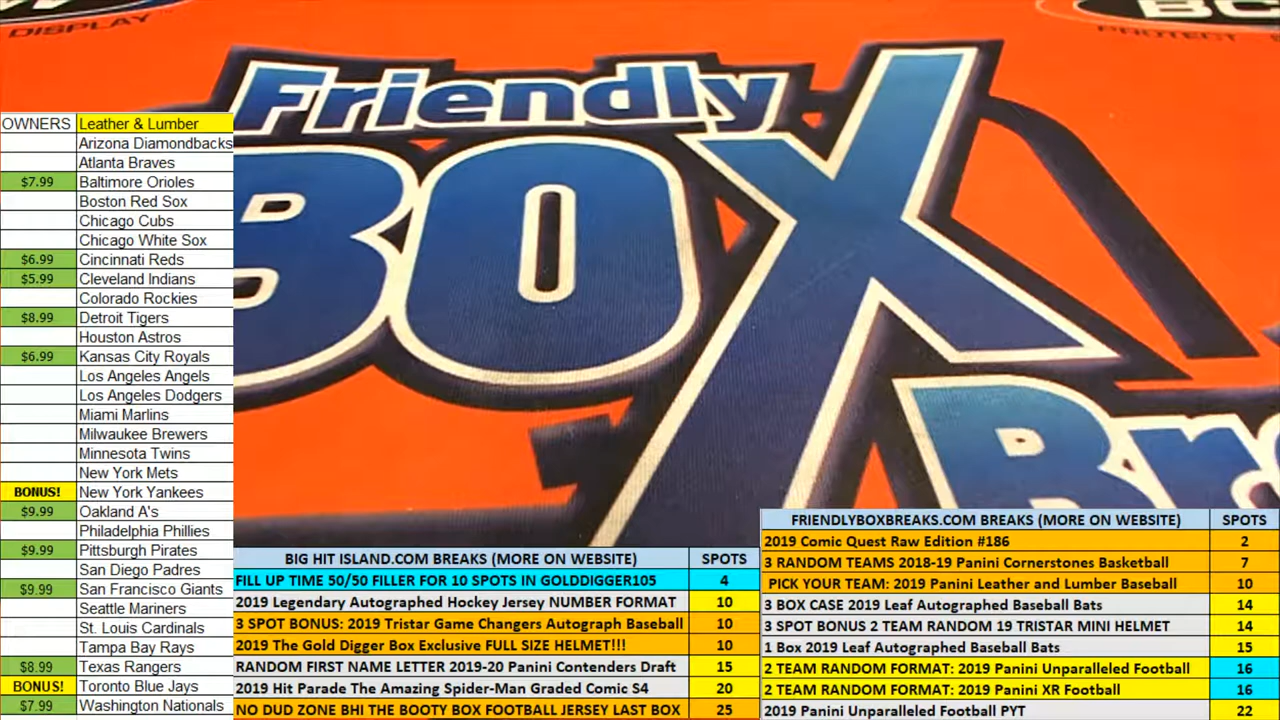 DISPLAY
BC
PROTECT
Friendly
BOX
Br
OWNERS Leather & Lumber
Arizona Diamondbacks
Atlanta Braves
$7.99 Baltimore Orioles
Boston Red Sox
Chicago Cubs
Chicago White Sox
$6.99 Cincinnati Reds
$5.99 Cleveland Indians
Colorado Rockies
$8.99 Detroit Tigers
Houston Astros
$6.99 Kansas City Royals
Los Angeles Angels
Los Angeles Dodgers
Miami Marlins
Milwaukee Brewers
Minnesota Twins
New York Mets
BONUS! New York Yankees
$9.99 Oakland A's
Philadelphia Phillies
$9.99 Pittsburgh Pirates
San Diego Padres
$9.99 San Francisco Giants
Seattle Mariners
St. Louis Cardinals
Tampa Bay Rays
$8.99 Texas Rangers
BONUS! Toronto Blue Jays
$7.99 Washington Nationals
BIG HIT ISLAND.COM BREAKS (MORE ON WEBSITE) SPOTS
FILL UP TIME 50/50 FILLER FOR 10 SPOTS IN GOLDDIGGER105 4
2019 Legendary Autographed Hockey Jersey NUMBER FORMAT 10
3 SPOT BONUS: 2019 Tristar Game Changers Autograph Baseball 10
2019 The Gold Digger Box Exclusive FULL SIZE HELMET!!! 10
RANDOM FIRST NAME LETTER 2019-20 Panini Contenders Draft 15
2019 Hit Parade The Amazing Spider-Man Graded Comic S4 20
NO DUD ZONE BHI THE BOOTY BOX FOOTBALL JERSEY LAST BOX 25
FRIENDLYBOXBREAKS.COM BREAKS (MORE ON WEBSITE) SPOTS
2019 Comic Quest Raw Edition #186 2
3 RANDOM TEAMS 2018-19 Panini Cornerstones Basketball 7
PICK YOUR TEAM: 2019 Panini Leather and Lumber Baseball 10
3 BOX CASE 2019 Leaf Autographed Baseball Bats 14
3 SPOT BONUS 2 TEAM RANDOM 19 TRISTAR MINI HELMET 14
1 Box 2019 Leaf Autographed Baseball Bats 15
2 TEAM RANDOM FORMAT: 2019 Panini Unparalleled Football 16
2 TEAM RANDOM FORMAT: 2019 Panini XR Football 16
2019 Panini Unparalleled Football PYT 22